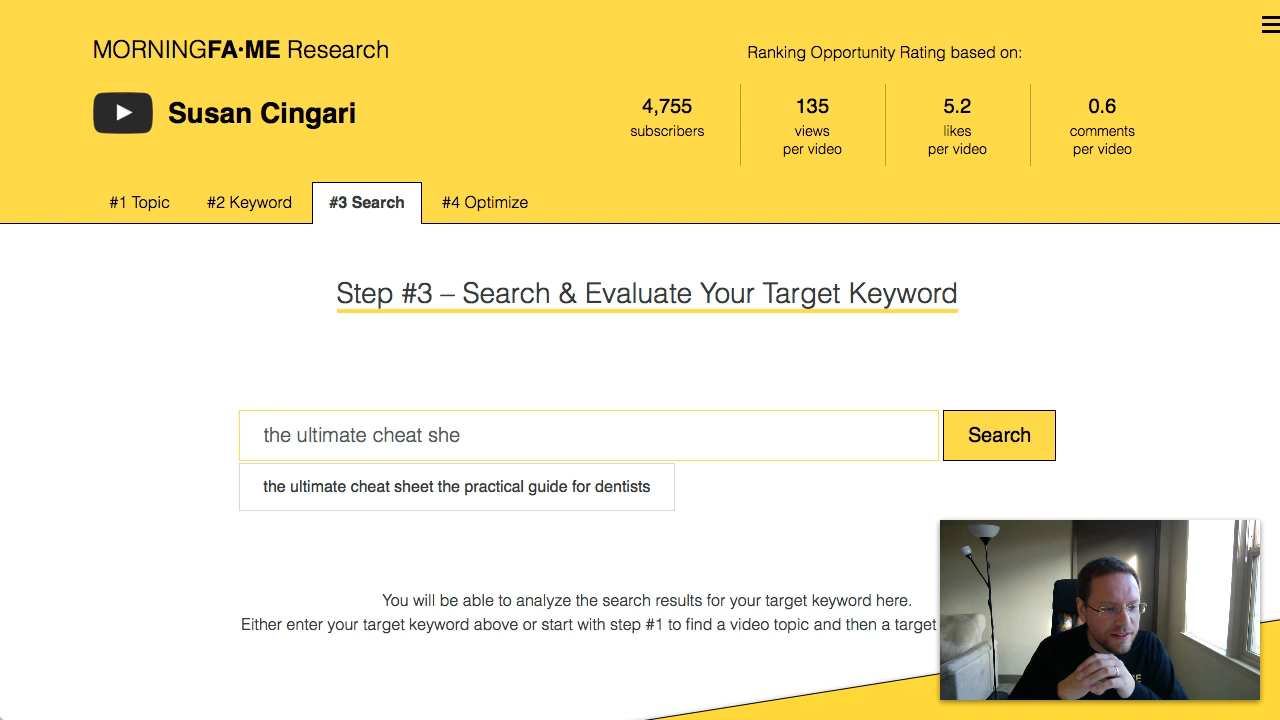 MORNINGFA·ME Research
Ranking Opportunity Rating based on:
Susan Cingari
4,755
subscribers
135
views
per video
5.2
likes
per video
0.6
comments
per video
#1 Topic
#2 Keyword
#3 Search
#4 Optimize
Step #3 – Search & Evaluate Your Target Keyword
the ultimate cheat she
Search
the ultimate cheat sheet the practical guide for dentists
You will be able to analyze the search results for your target keyword here.
Either enter your target keyword above or start with step #1 to find a video topic and then a target